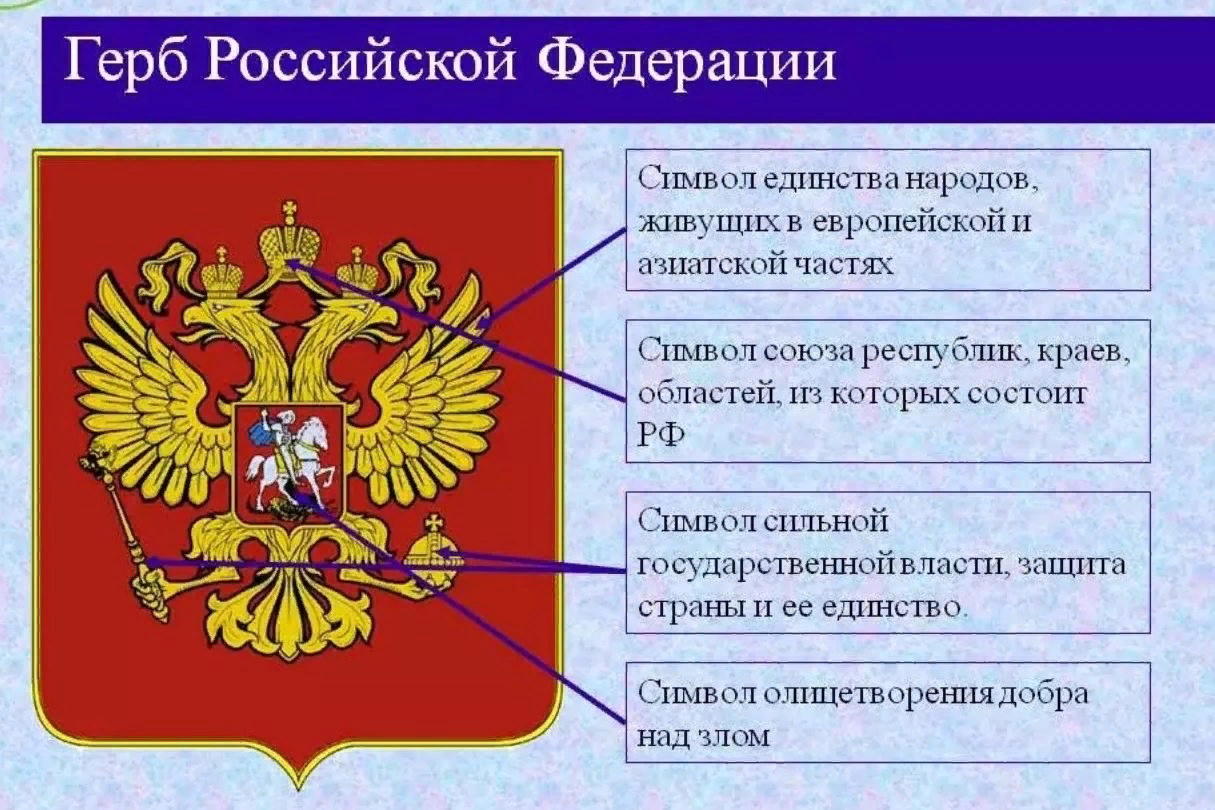 Герб Российской Федерации
Символ единства народов,
живущих в европейской и
азиатской частях
Символ союза республик, краев,
областей, из которых состоит
РФ
Символ сильной
государственной власти, защита
страны и ее единство.
Символ олицетворения добра
над злом